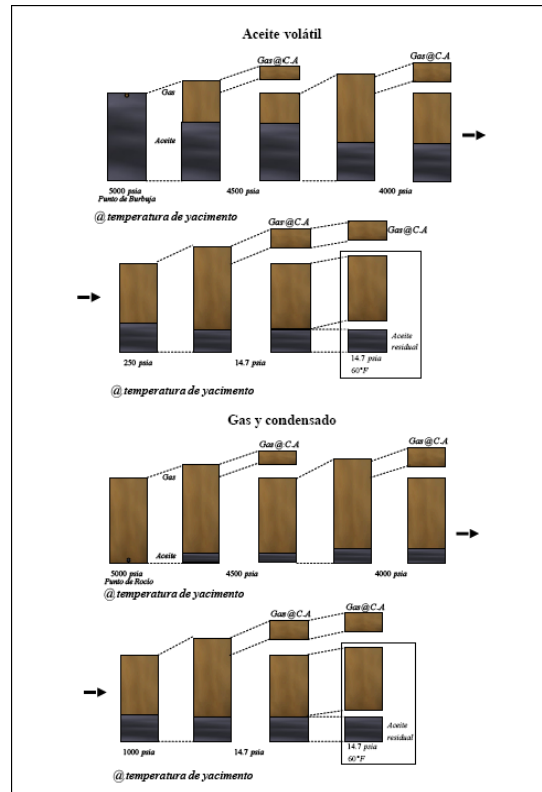 Aceite volátil
Gas@C.A
Gas@C.A
Gas
Aceite
5000 psia
4500 psia
4000 psia
Punto de Burbuja
@ temperatura de yacimento
Gas@C.A
Gas@C.A
Aceite
residual
250 psia
14.7 psia
14.7 psia
60°F
@ temperatura de yacimento
Gas y condensado
Gas@C.A
Gas@C.A
Gas
Aceite
5000 psia
4500 psia
4000 psia
Punto de Rocio
@ temperatura de yacimento
Gas@C.A
Gas@C.A
Aceite
residual
1000 psia
14.7 psia
14.7 psia
60°F
@ temperatura de yacimento